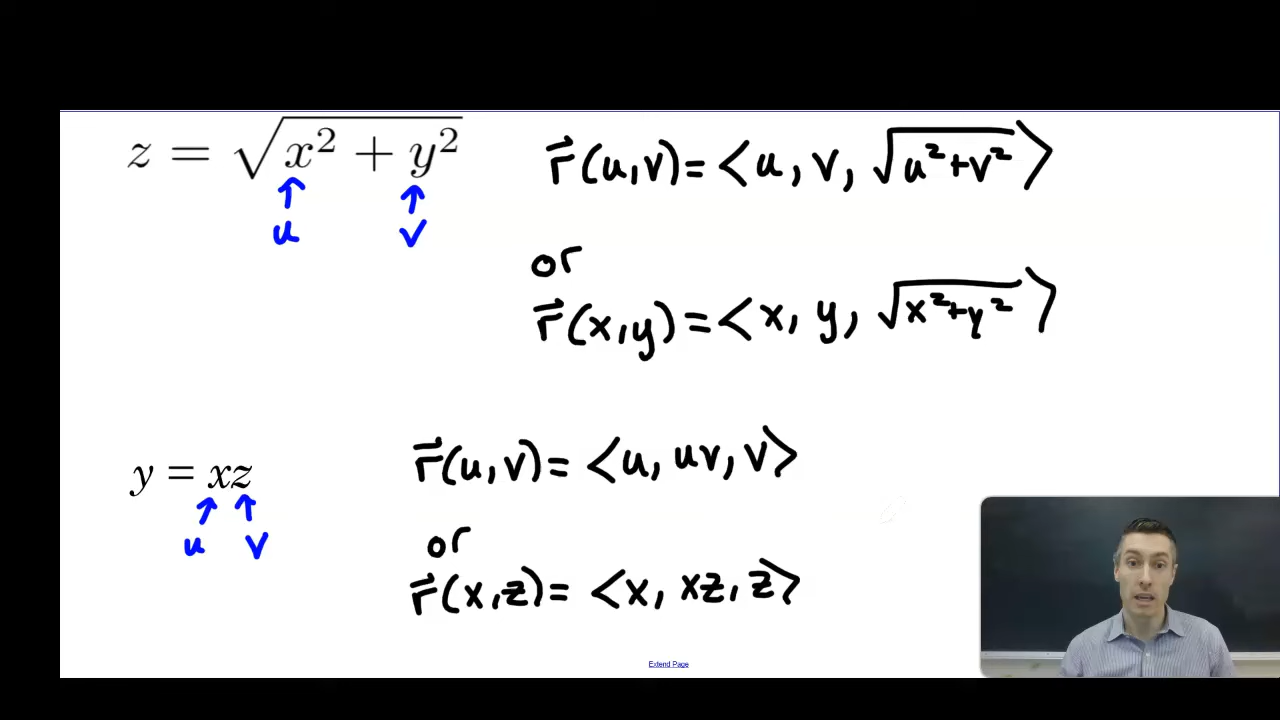 z = √(x² + y²)
u v
r⃗(u,v) = <u, v, √(u²+v²)>
or
r⃗(x,y) = <x, y, √(x²+y²)>
y = xz
u v
r⃗(u,v) = <u, uv, v>
or
r⃗(x,z) = <x, xz, z>
Extend Page